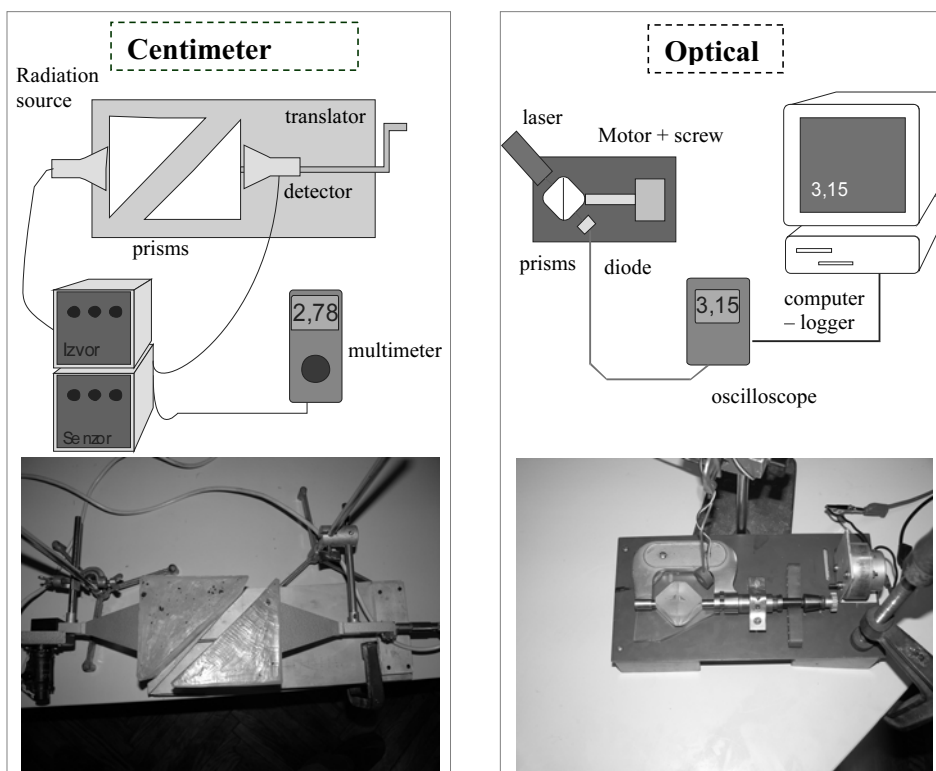 Centimeter
Radiation
source
translator
detector
prisms
Izvor
Senzor
2,78
multimeter
Optical
laser
Motor + screw
3,15
prisms
diode
3,15
computer
– logger
oscilloscope